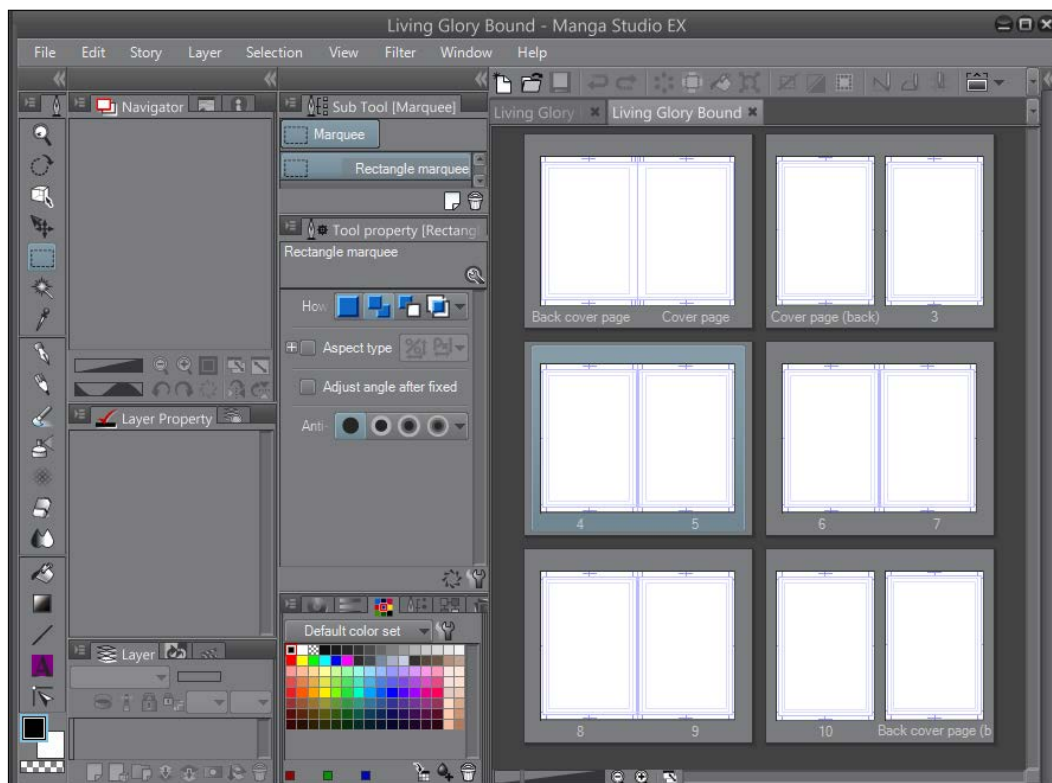 Living Glory Bound - Manga Studio EX
File Edit Story Layer Selection View Filter Window Help
Navigator
Sub Tool [Marquee]
Living Glory Living Glory Bound
Marquee
Rectangle marquee
Tool property [Rectangl
Rectangle marquee
How
Aspect type
Adjust angle after fixed
Anti-
Layer Property
Default color set
Layer
Back cover page Cover page
Cover page (back) 3
4 5
6 7
8 9
10 Back cover page (b